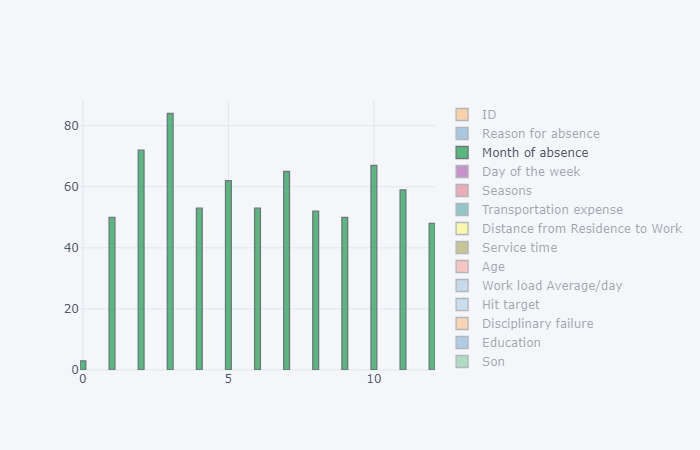 80
60
40
20
0
0 5 10
ID
Reason for absence
Month of absence
Day of the week
Seasons
Transportation expense
Distance from Residence to Work
Service time
Age
Work load Average/day
Hit target
Disciplinary failure
Education
Son